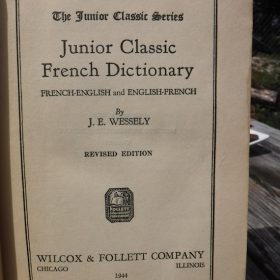 The Junior Classic Series
Junior Classic
French Dictionary
FRENCH-ENGLISH and ENGLISH-FRENCH
By
J. E. WESSELY
REVISED EDITION
FOLLETT
WILCOX & FOLLETT COMPANY
CHICAGO ILLINOIS
1944